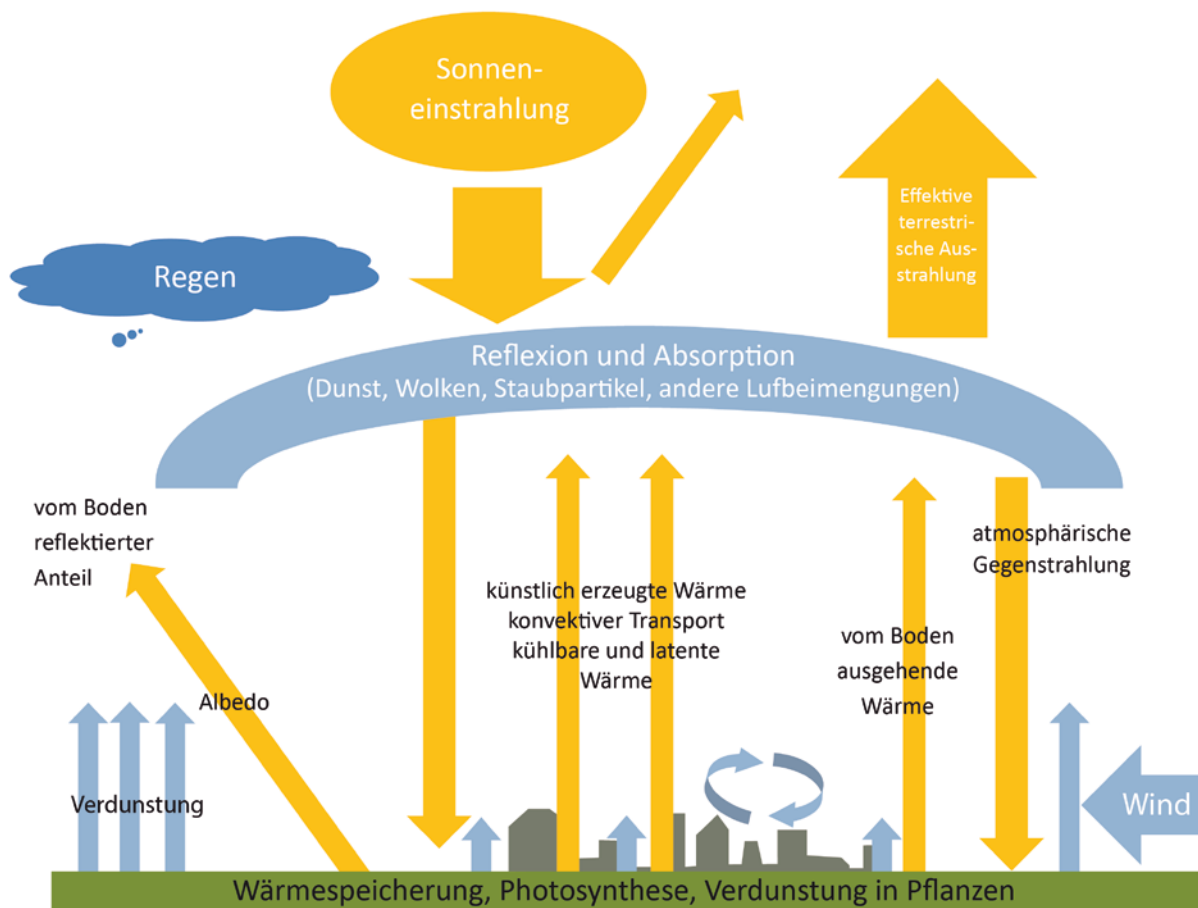 Sonnen-
einstrahlung
Effektive
terrestri-
sche Aus-
strahlung
Regen
Reflexion und Absorption
(Dunst, Wolken, Staubpartikel, andere Lufbeimengungen)
vom Boden
reflektierter
Anteil
atmosphärische
Gegenstrahlung
künstlich erzeugte Wärme
konvektiver Transport
kühlbare und latente
Wärme
vom Boden
ausgehende
Wärme
Albedo
Verdunstung
Wind
Wärmespeicherung, Photosynthese, Verdunstung in Pflanzen